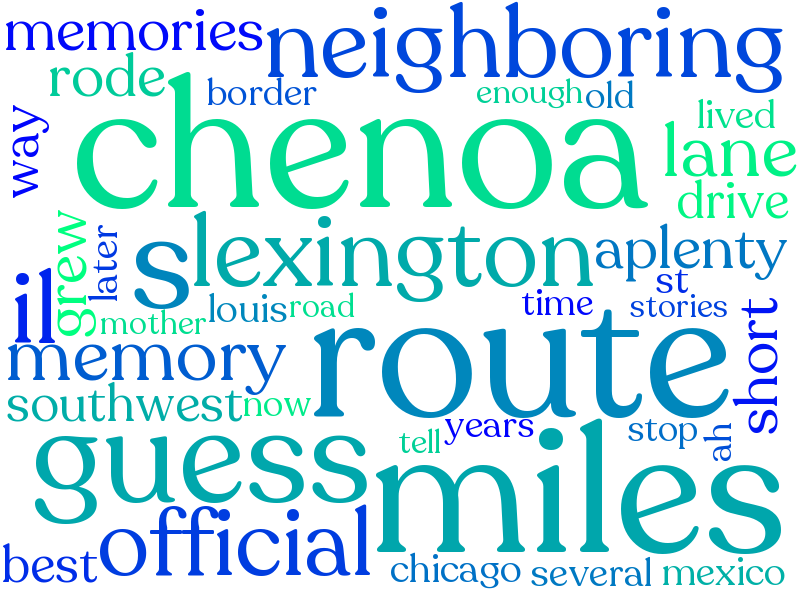 memories
neighboring
rode
border
enough
old
way
chenoa
lived
lane
drive
grew
later
s
lexington
aplenty
st
il
louis
road
time
stories
mother
short
memory
route
southwest
now
years
stop
ah
tell
guess
miles
official
best
chicago
several
mexico